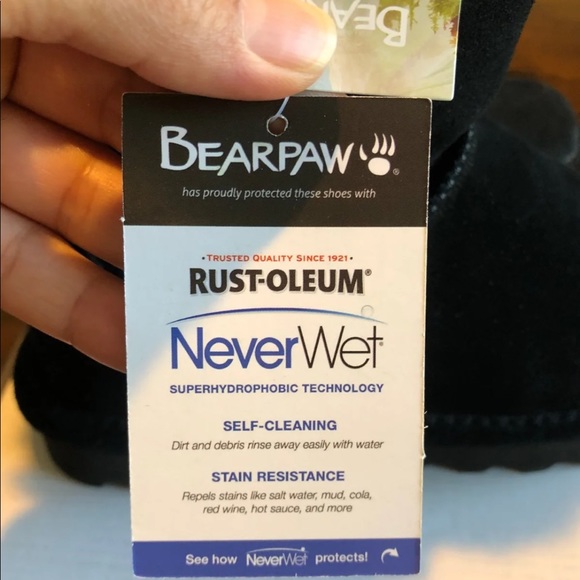 BEAR
BEARPAW®
has proudly protected these shoes with
•TRUSTED QUALITY SINCE 1921•
RUST-OLEUM®
NeverWet®
SUPERHYDROPHOBIC TECHNOLOGY
SELF-CLEANING
Dirt and debris rinse away easily with water
STAIN RESISTANCE
Repels stains like salt water, mud, cola,
red wine, hot sauce, and more
See how NeverWet protects!